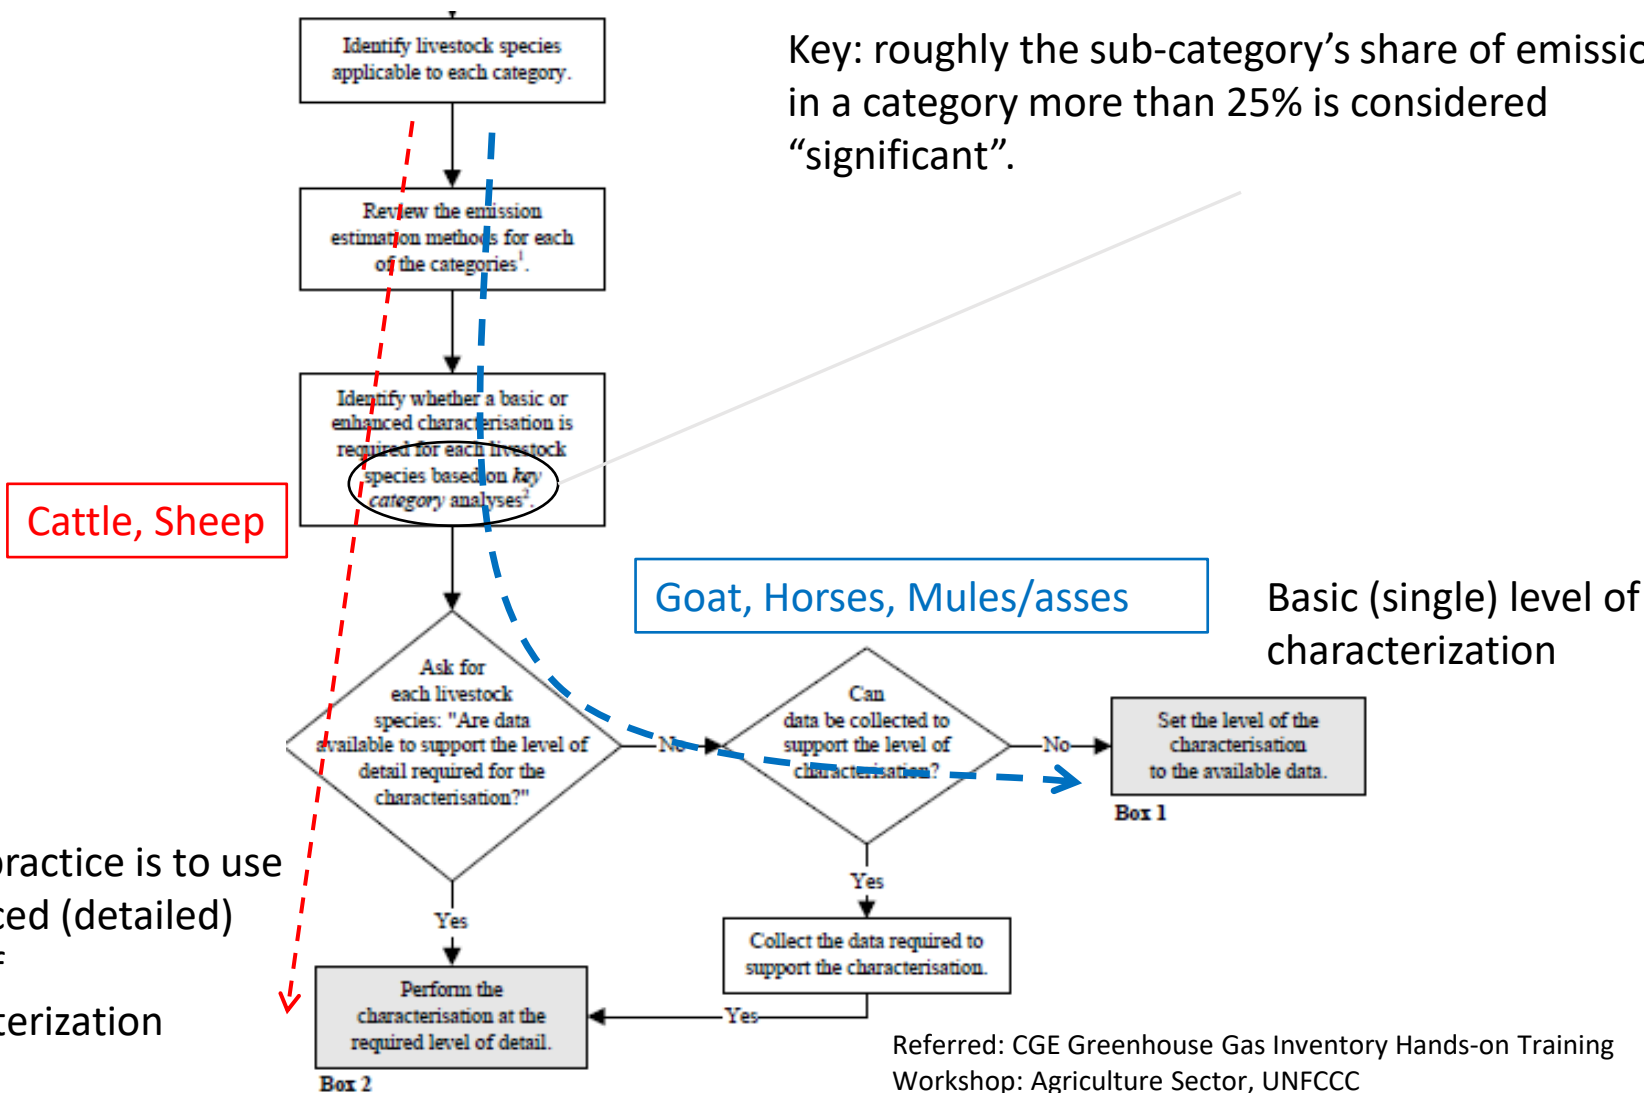 Identify livestock species
applicable to each category.
Key: roughly the sub-category’s share of emissio
in a category more than 25% is considered
“significant”.
Review the emission
estimation methods for each
of the categories¹.
Identify whether a basic or
enhanced characterisation is
required for each livestock
species based on key
category analyses².
Cattle, Sheep
Goat, Horses, Mules/asses
Basic (single) level of
characterization
Ask for
each livestock
species: "Are data
available to support the level of
detail required for the
characterisation?"
No
Can
data be collected to
support the level of
characterisation?
No
Set the level of the
characterisation
to the available data.
Box 1
practice is to use
ced (detailed)
terization
Yes
Yes
Collect the data required to
support the characterisation.
Perform the
characterisation at the
required level of detail.
Yes
Box 2
Referred: CGE Greenhouse Gas Inventory Hands-on Training
Workshop: Agriculture Sector, UNFCCC